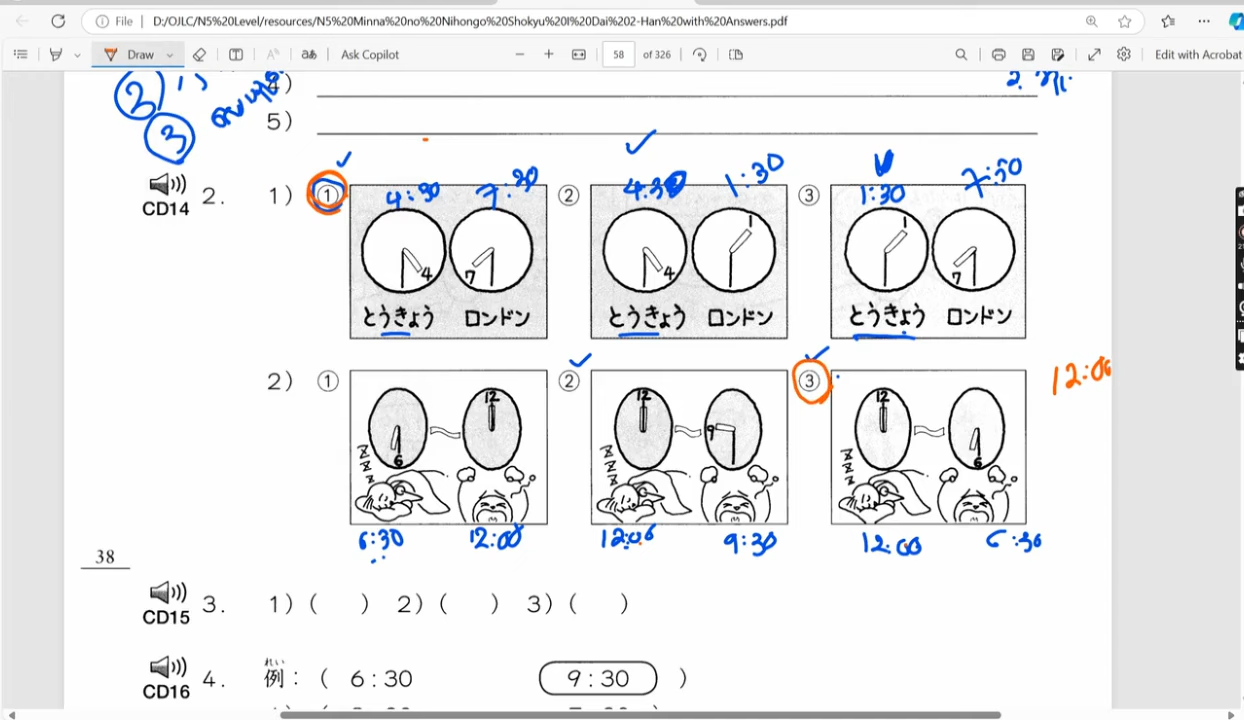 File D:/OJLC/N5%20Level/resources/N5%20Minna%20no%20Nihongo%20Shokyu%20I%20Dai%202-Han%20with%20Answers.pdf
Draw Ask Copilot 58 of 326 Edit with Acrobat
② 4)
③ 5)
CD14 2. 1) ① 4:30 7:30 ② 4:30 1:30 ③ 1:30 7:30
4 7 4 1 1 7
とうきょう ロンドン とうきょう ロンドン とうきょう ロンドン
2) ① ② ③ 12:00
12 12 9 12
6 6
z z z z z z z z z
6:30 12:00 12:00 9:30 12:00 6:30
38
CD15 3. 1) ( ) 2) ( ) 3) ( )
れい
CD16 4. 例: ( 6:30 9:30 )